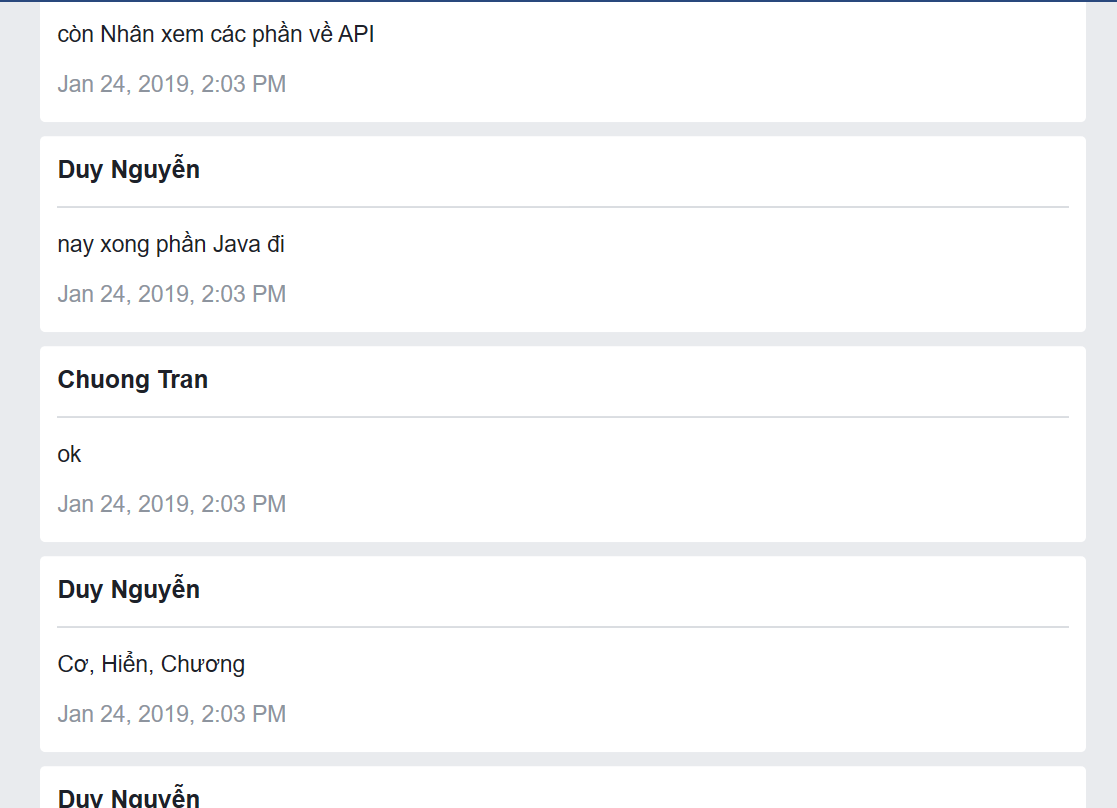 còn Nhân xem các phần về API
Jan 24, 2019, 2:03 PM
Duy Nguyễn
nay xong phần Java đi
Jan 24, 2019, 2:03 PM
Chuong Tran
ok
Jan 24, 2019, 2:03 PM
Duy Nguyễn
Cơ, Hiển, Chương
Jan 24, 2019, 2:03 PM
Duy Nguyễn